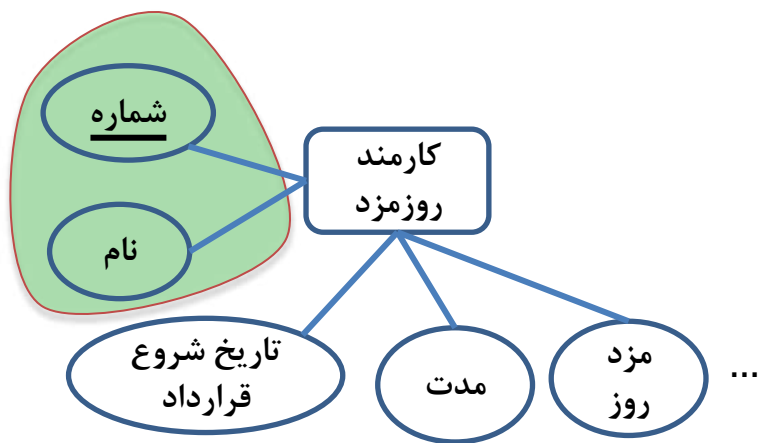 شماره
کارمند
روزمزد
نام
تاریخ شروع
قرارداد
مدت
مزد
روز
...